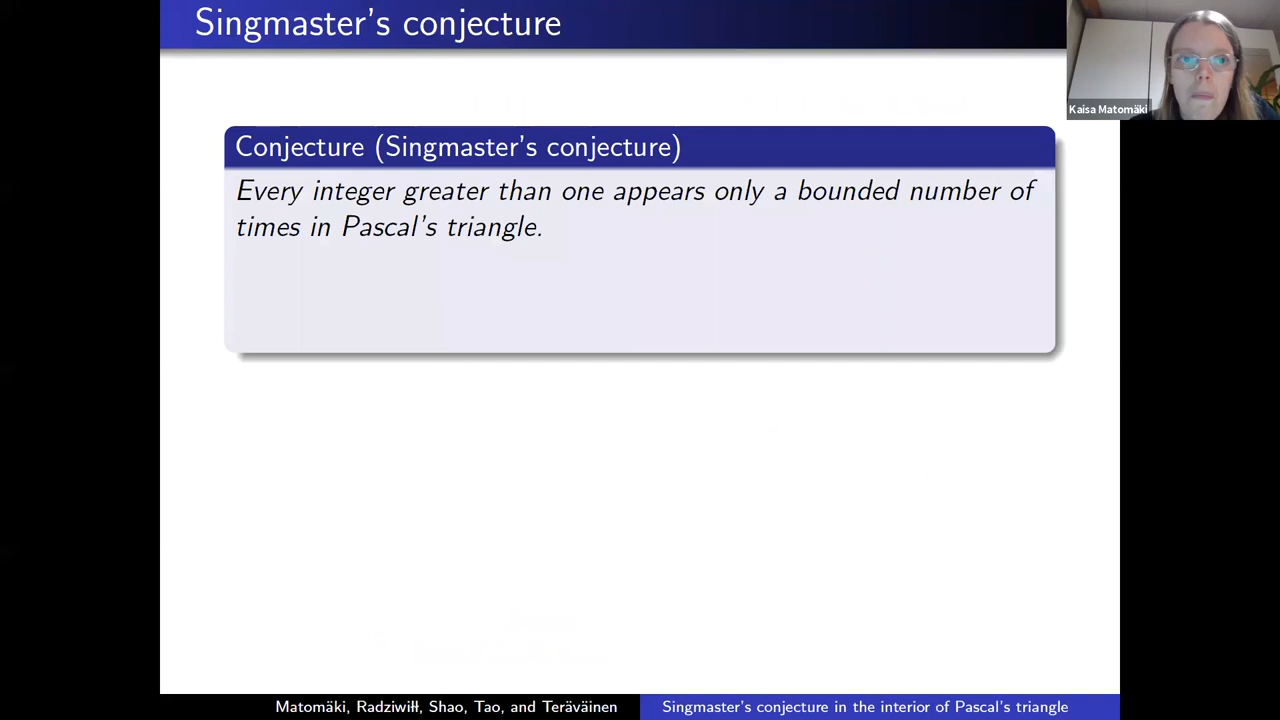 Singmaster's conjecture
Kaisa Matomäki
Conjecture (Singmaster's conjecture)
Every integer greater than one appears only a bounded number of
times in Pascal's triangle.
Matomäki, Radziwiłł, Shao, Tao, and Teräväinen
Singmaster's conjecture in the interior of Pascal's triangle